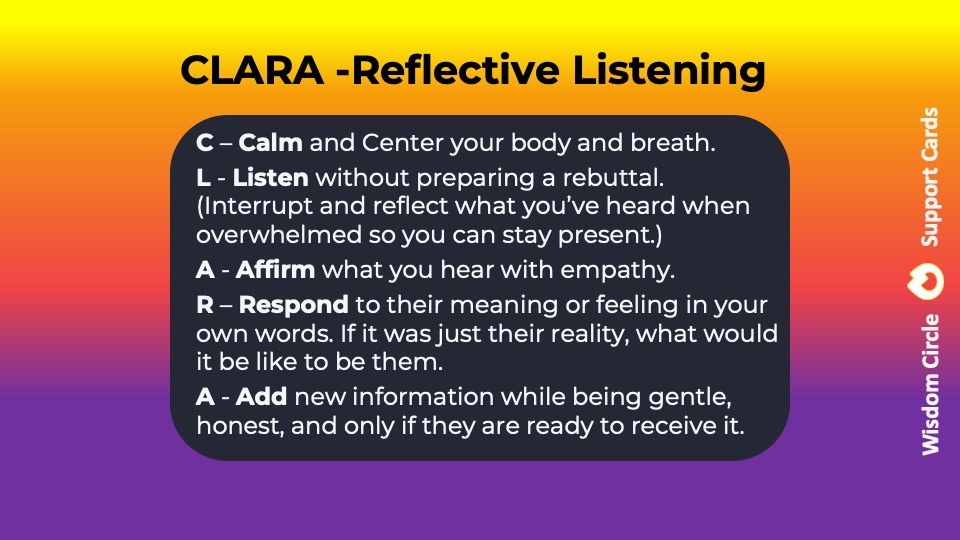 CLARA -Reflective Listening
C – Calm and Center your body and breath.
L - Listen without preparing a rebuttal.
(Interrupt and reflect what you’ve heard when
overwhelmed so you can stay present.)
A - Affirm what you hear with empathy.
R – Respond to their meaning or feeling in your
own words. If it was just their reality, what would
it be like to be them.
A - Add new information while being gentle,
honest, and only if they are ready to receive it.
Wisdom Circle Support Cards